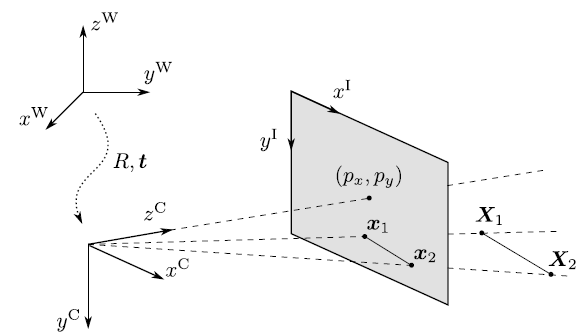 z^W
y^W
x^W
R, t
x^I
y^I
(p_x, p_y)
z^C
x_1
X_1
x_2
X_2
x^C
y^C